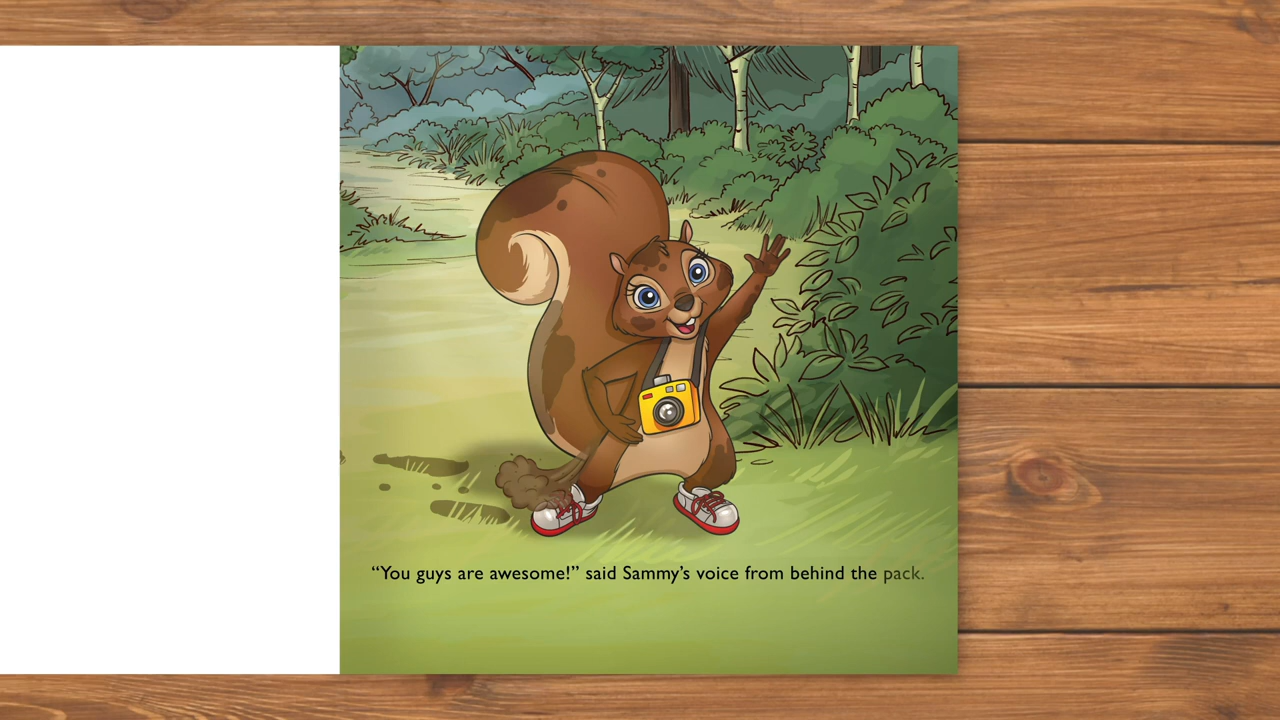 “You guys are awesome!” said Sammy’s voice from behind the pack.